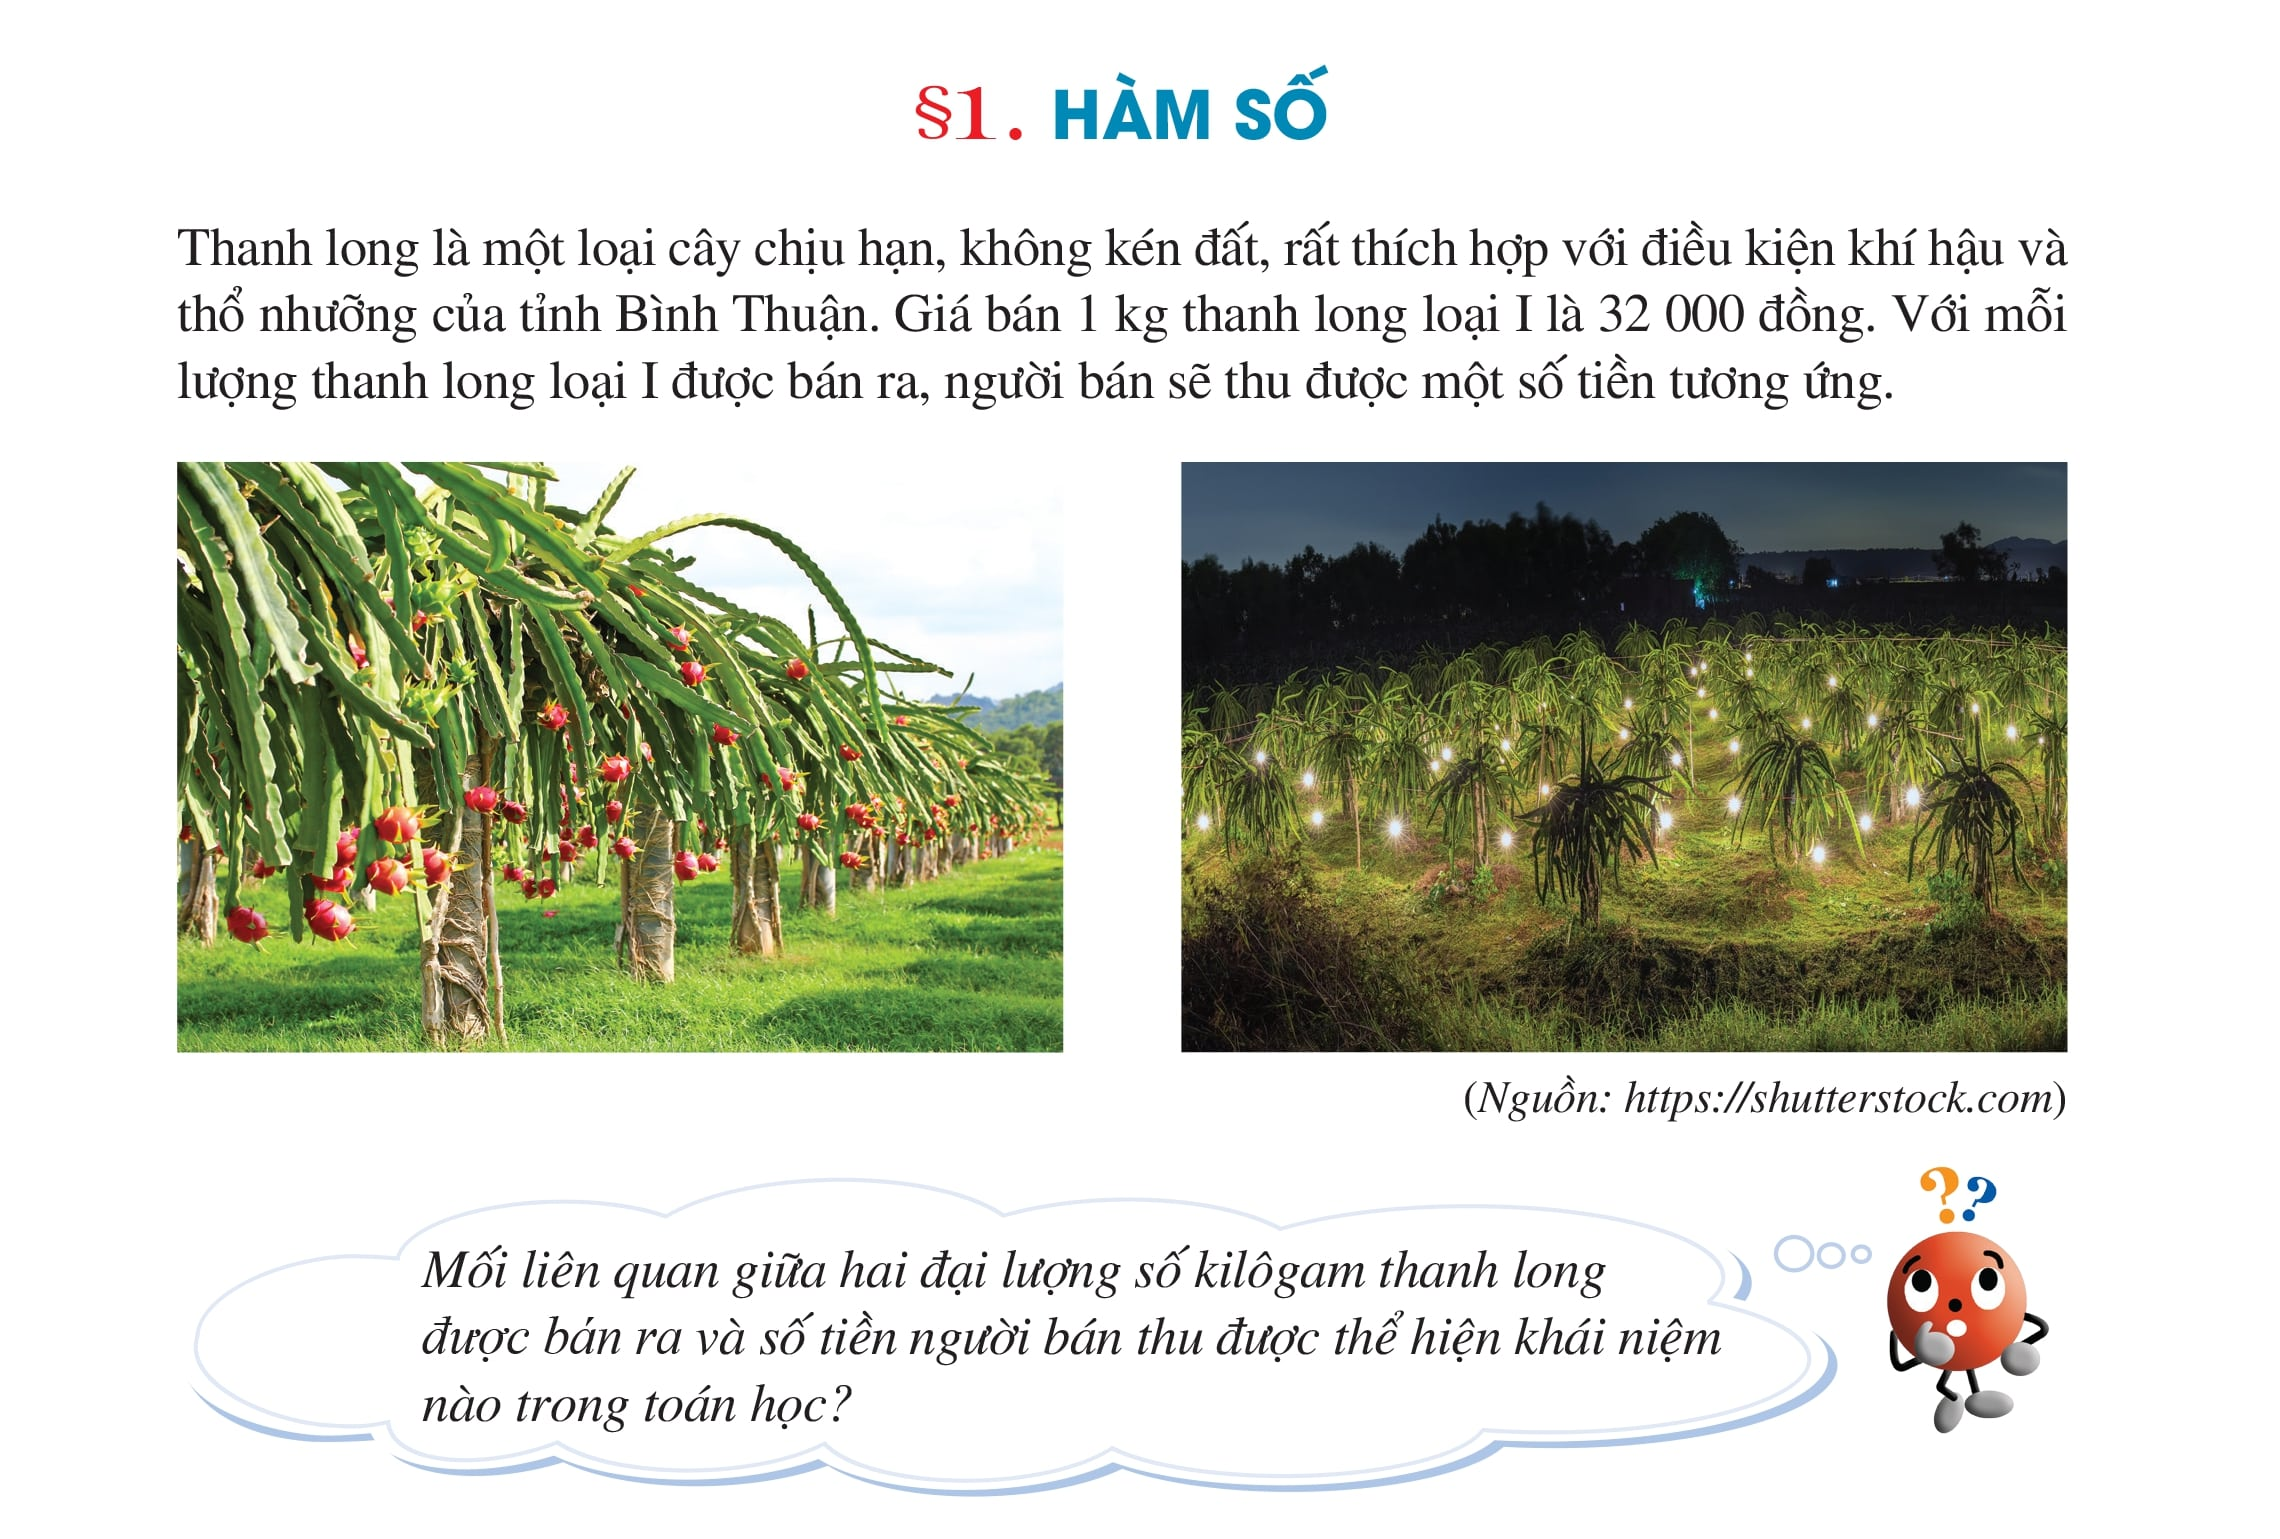 §1. HÀM SỐ
Thanh long là một loại cây chịu hạn, không kén đất, rất thích hợp với điều kiện khí hậu và
thổ nhưỡng của tỉnh Bình Thuận. Giá bán 1 kg thanh long loại I là 32 000 đồng. Với mỗi
lượng thanh long loại I được bán ra, người bán sẽ thu được một số tiền tương ứng.
(Nguồn: https://shutterstock.com)
??
Mối liên quan giữa hai đại lượng số kilôgam thanh long
được bán ra và số tiền người bán thu được thể hiện khái niệm
nào trong toán học?